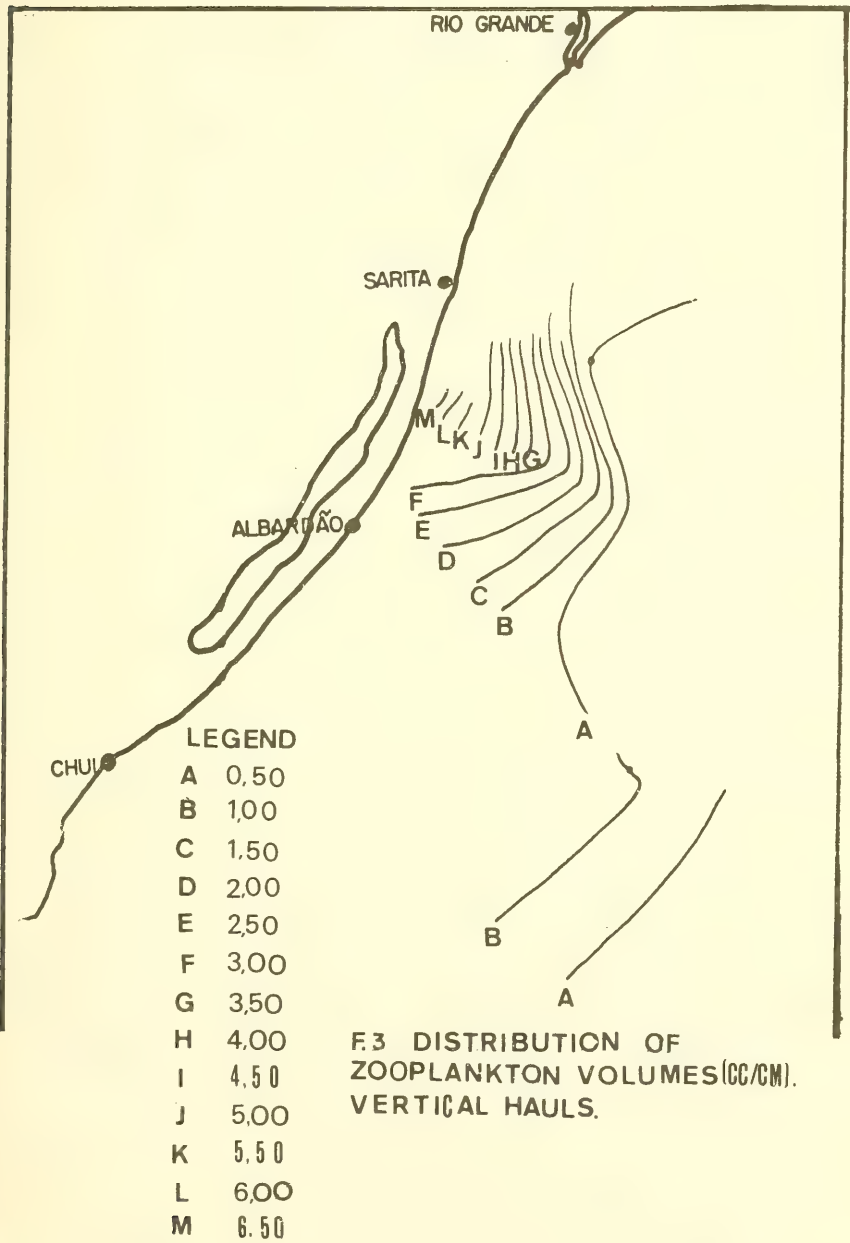 RIO GRANDE
SARITA
M
L
K
J
I
H
G
F
E
ALBARDÃO
D
C
B
A
CHUI
B
A
LEGEND
A 0,50
B 1,00
C 1,50
D 2,00
E 2,50
F 3,00
G 3,50
H 4,00
I 4,50
J 5,00
K 5,50
L 6,00
M 6.50
F.3 DISTRIBUTION OF
ZOOPLANKTON VOLUMES(CC/CM).
VERTICAL HAULS.